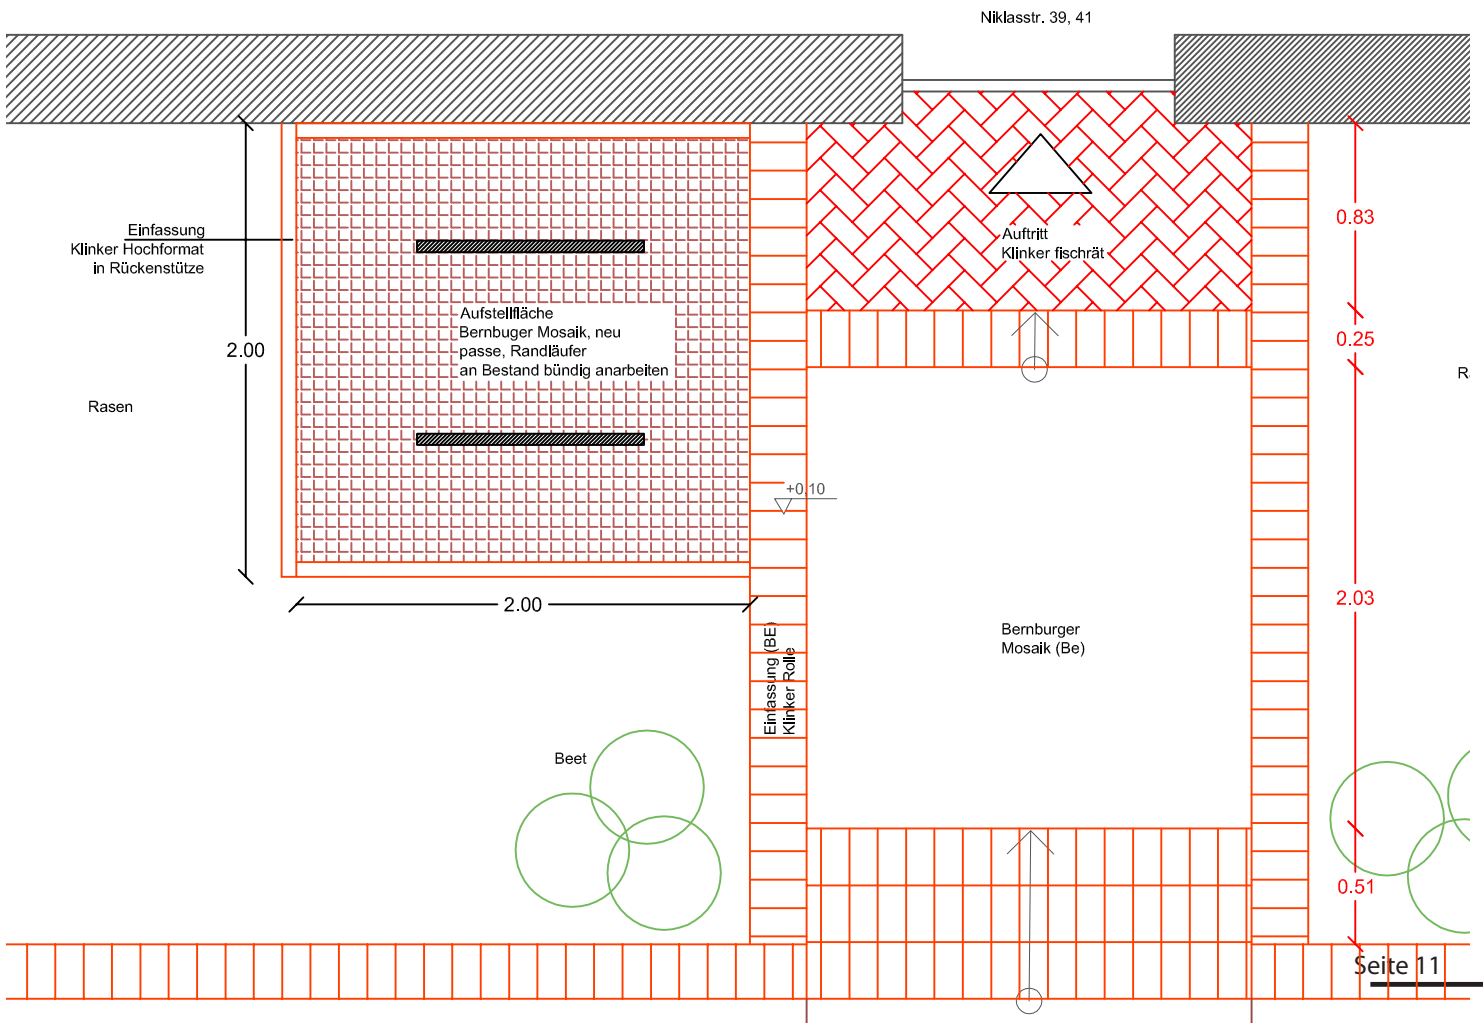 Niklasstr. 39, 41
Einfassung
Klinker Hochformat
in Rückenstütze
2.00
Rasen
Aufstellfläche
Bernbuger Mosaik, neu
passe, Randläufer
an Bestand bündig anarbeiten
2.00
Auftritt
Klinker fischrät
+0,10
Einfassung (BE)
Klinker Rolle
Bernburger
Mosaik (Be)
Beet
0.83
0.25
2.03
0.51
Seite 11